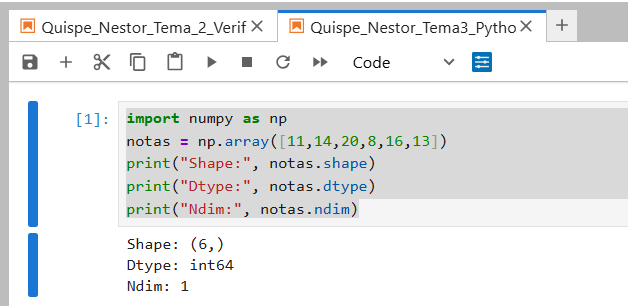 Quispe_Nestor_Tema_2_Verif
Quispe_Nestor_Tema3_Pytho
Code
[1]:
import numpy as np
notas = np.array([11,14,20,8,16,13])
print("Shape:", notas.shape)
print("Dtype:", notas.dtype)
print("Ndim:", notas.ndim)
Shape: (6,)
Dtype: int64
Ndim: 1